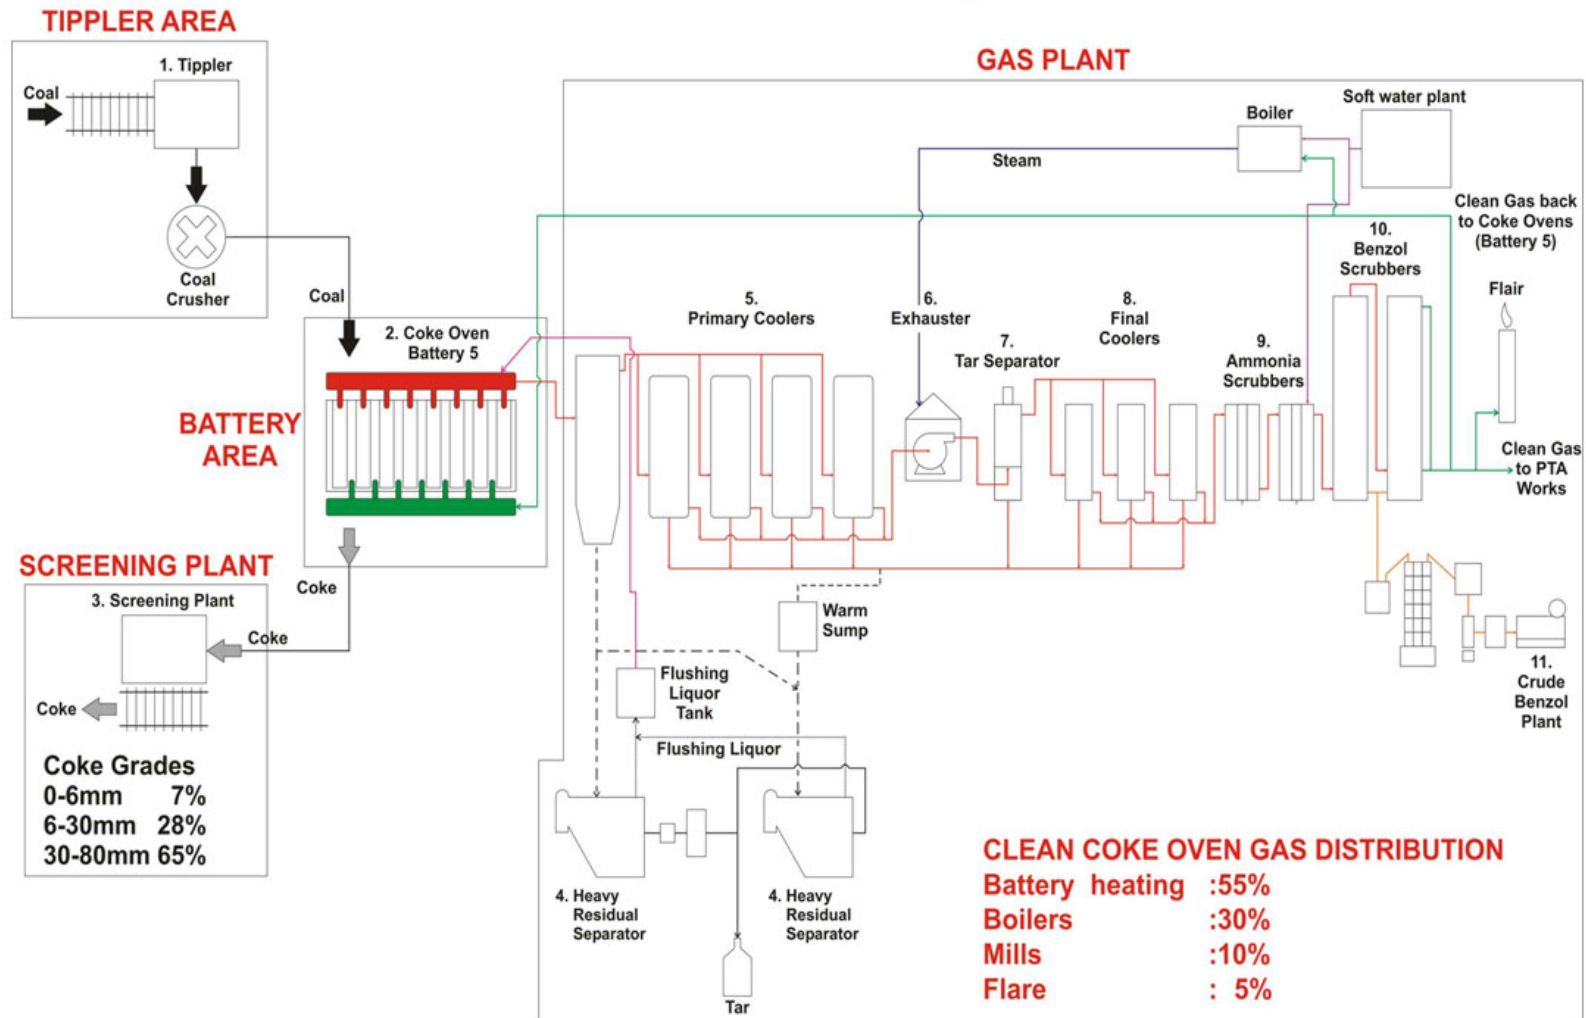 TIPPLER AREA
1. Tippler
Coal
Coal
Crusher
Coal
GAS PLANT
Boiler
Soft water plant
Steam
Clean Gas back
to Coke Ovens
(Battery 5)
10.
Benzol
Scrubbers
Flair
2. Coke Oven
Battery 5
5.
Primary Coolers
6.
Exhauster
7.
Tar Separator
8.
Final
Coolers
9.
Ammonia
Scrubbers
BATTERY
AREA
Clean Gas
to PTA
Works
SCREENING PLANT
3. Screening Plant
Coke
Coke
Coke
Coke Grades
0-6mm 7%
6-30mm 28%
30-80mm 65%
Warm
Sump
Flushing
Liquor
Tank
Flushing Liquor
11.
Crude
Benzol
Plant
4. Heavy
Residual
Separator
4. Heavy
Residual
Separator
Tar
CLEAN COKE OVEN GAS DISTRIBUTION
Battery heating :55%
Boilers :30%
Mills :10%
Flare : 5%